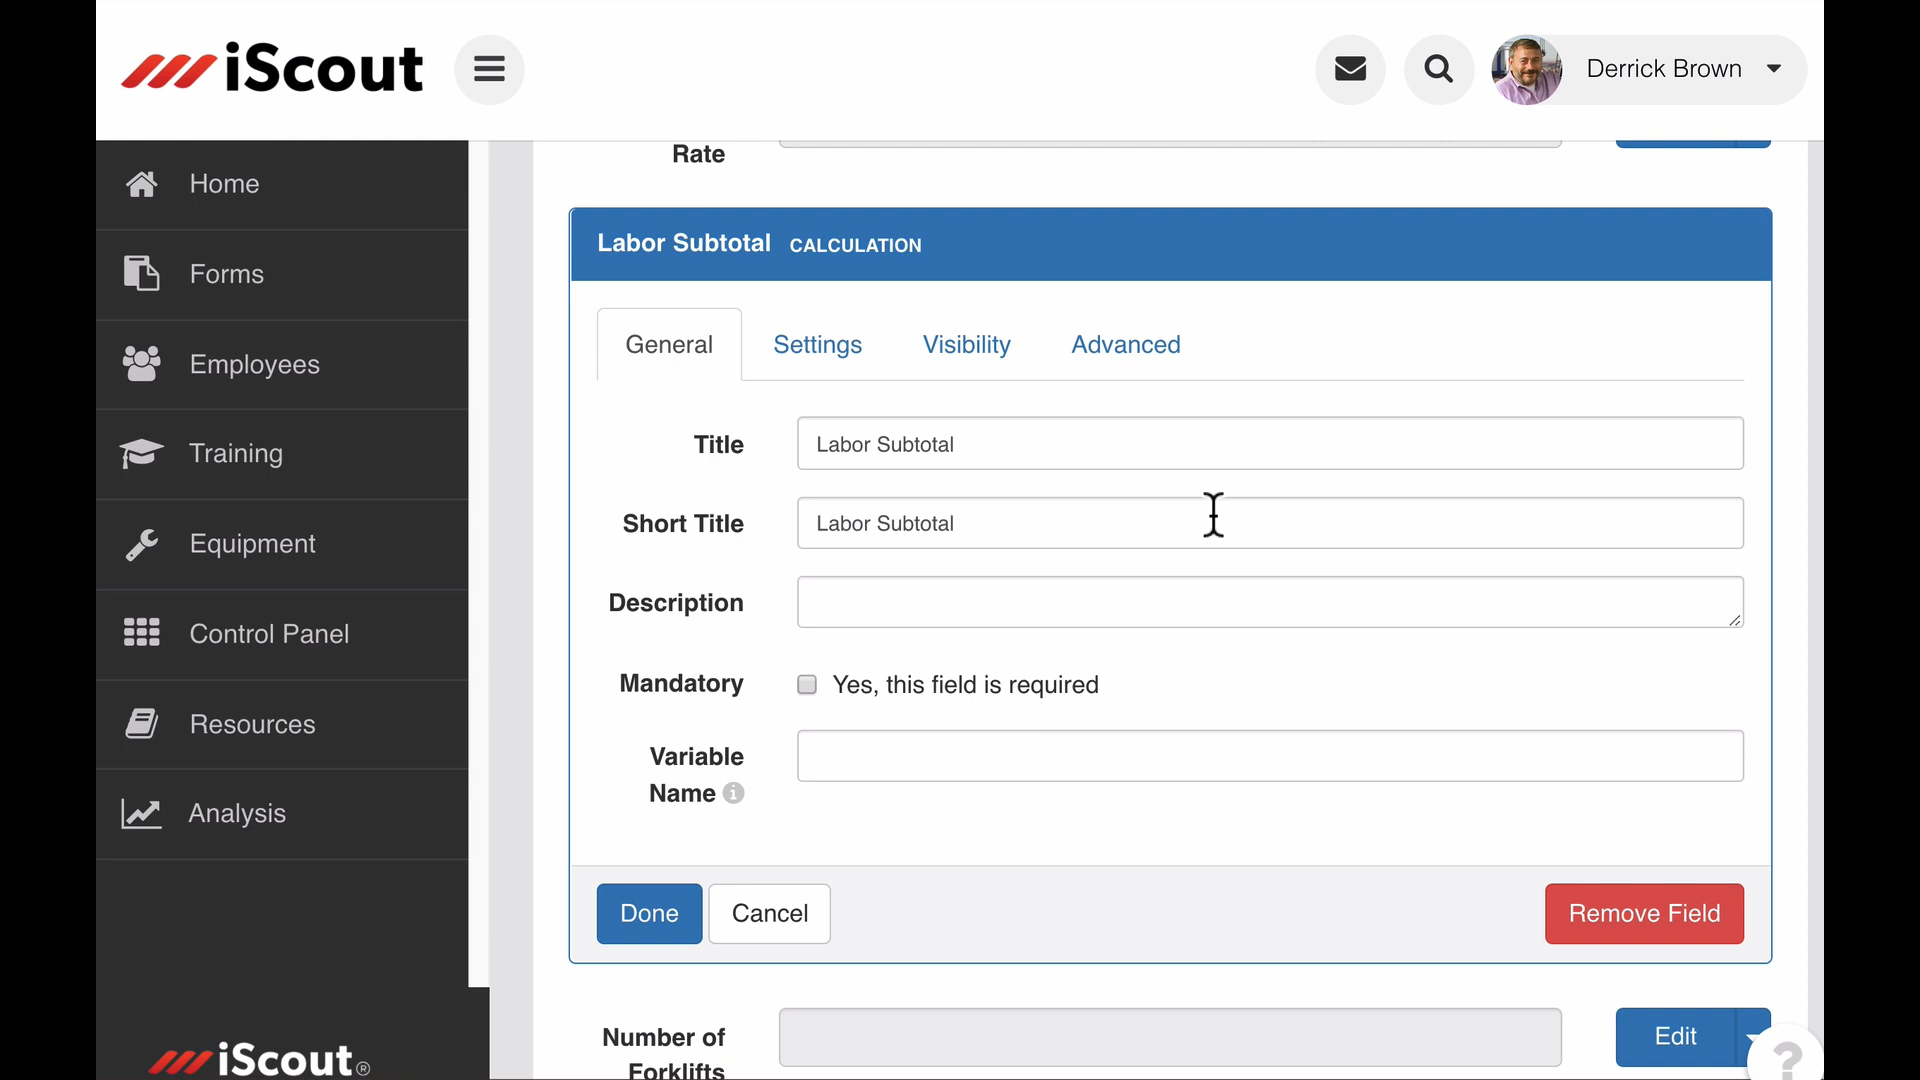 iScout
Derrick Brown
Home
Forms
Employees
Training
Equipment
Control Panel
Resources
Analysis
iScout®
Rate
Labor Subtotal CALCULATION
General Settings Visibility Advanced
Title Labor Subtotal
Short Title Labor Subtotal
Description
Mandatory Yes, this field is required
Variable
Name i
Done Cancel Remove Field
Number of
Forklifts
Edit
?